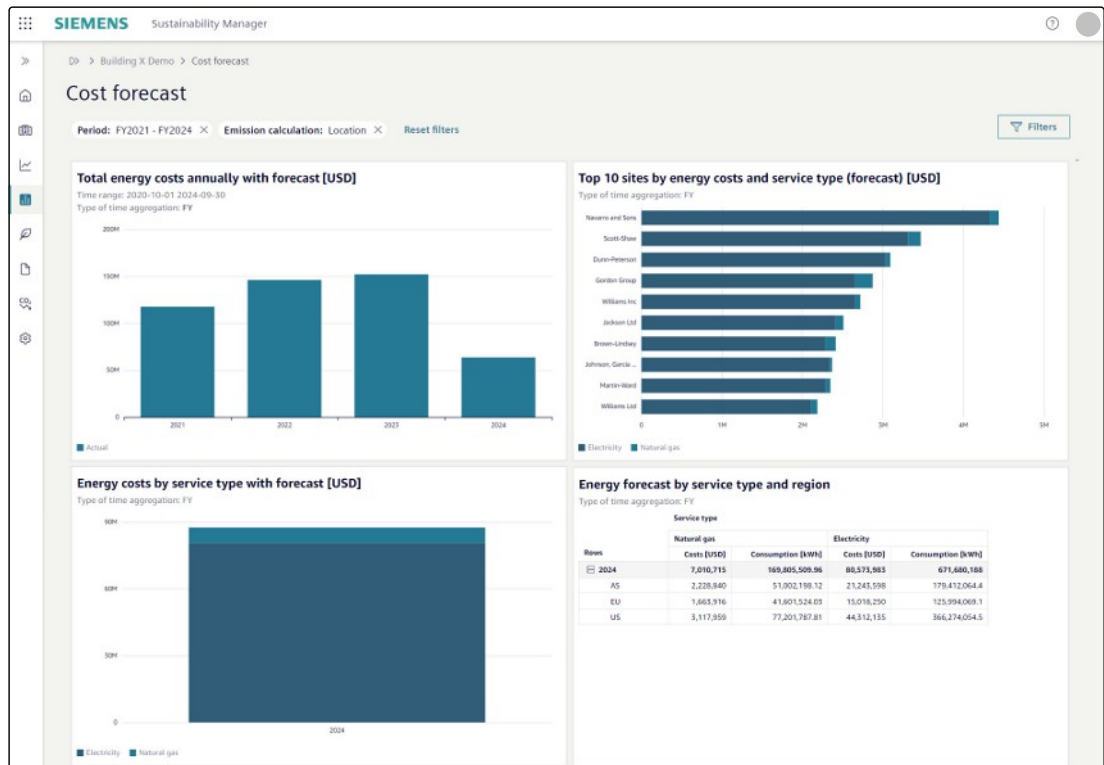 SIEMENS Sustainability Manager
Building X Demo > Cost forecast
Cost forecast
Period: FY2021 - FY2024 × Emission calculation: Location × Reset filters
Filters
Total energy costs annually with forecast [USD]
Time range: 2020-10-01 2024-09-30
Type of time aggregation: FY
200M
150M
100M
50M
0
2021 2022 2023 2024
Actual
Top 10 sites by energy costs and service type (forecast) [USD]
Type of time aggregation: FY
Navarro and Sons
Scott-Shaw
Dunn-Peterson
Gordon Group
Williams Inc
Jackson Ltd
Brown-Lindsay
Johnson, Garcia ...
Martin-Ward
Williams Ltd
0 1M 2M 3M 4M 5M
Electricity Natural gas
Energy costs by service type with forecast [USD]
Type of time aggregation: FY
90M
60M
30M
0
2024
Electricity Natural gas
Energy forecast by service type and region
Type of time aggregation: FY
Service type
Natural gas Electricity
Rows Costs [USD] Consumption [kWh] Costs [USD] Consumption [kWh]
2024 7,010,715 169,805,509.96 80,573,983 671,680,188
AS 2,228,840 51,002,198.12 21,243,598 179,412,064.4
EU 1,663,916 41,601,524.03 15,018,250 125,994,069.1
US 3,117,959 77,201,787.81 44,312,135 366,274,054.5